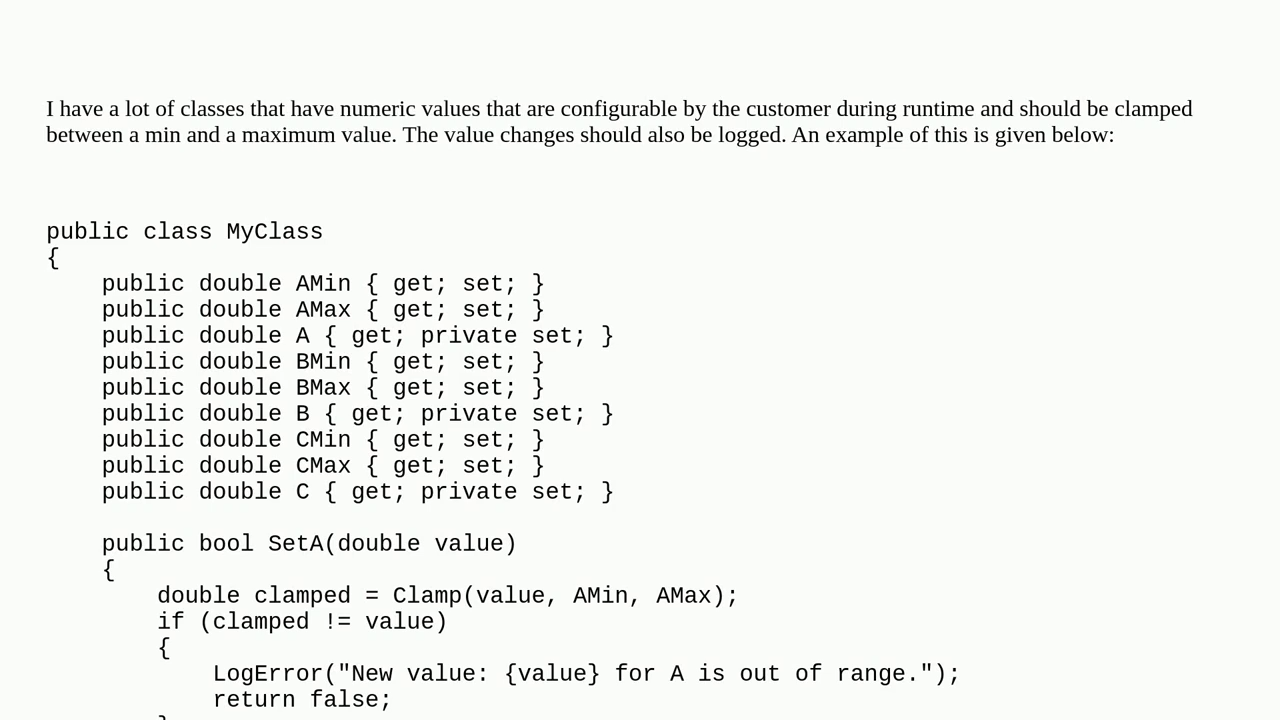 I have a lot of classes that have numeric values that are configurable by the customer during runtime and should be clamped
between a min and a maximum value. The value changes should also be logged. An example of this is given below:
public class MyClass
{
    public double AMin { get; set; }
    public double AMax { get; set; }
    public double A { get; private set; }
    public double BMin { get; set; }
    public double BMax { get; set; }
    public double B { get; private set; }
    public double CMin { get; set; }
    public double CMax { get; set; }
    public double C { get; private set; }
    public bool SetA(double value)
    {
        double clamped = Clamp(value, AMin, AMax);
        if (clamped != value)
        {
            LogError("New value: {value} for A is out of range.");
            return false;
        }